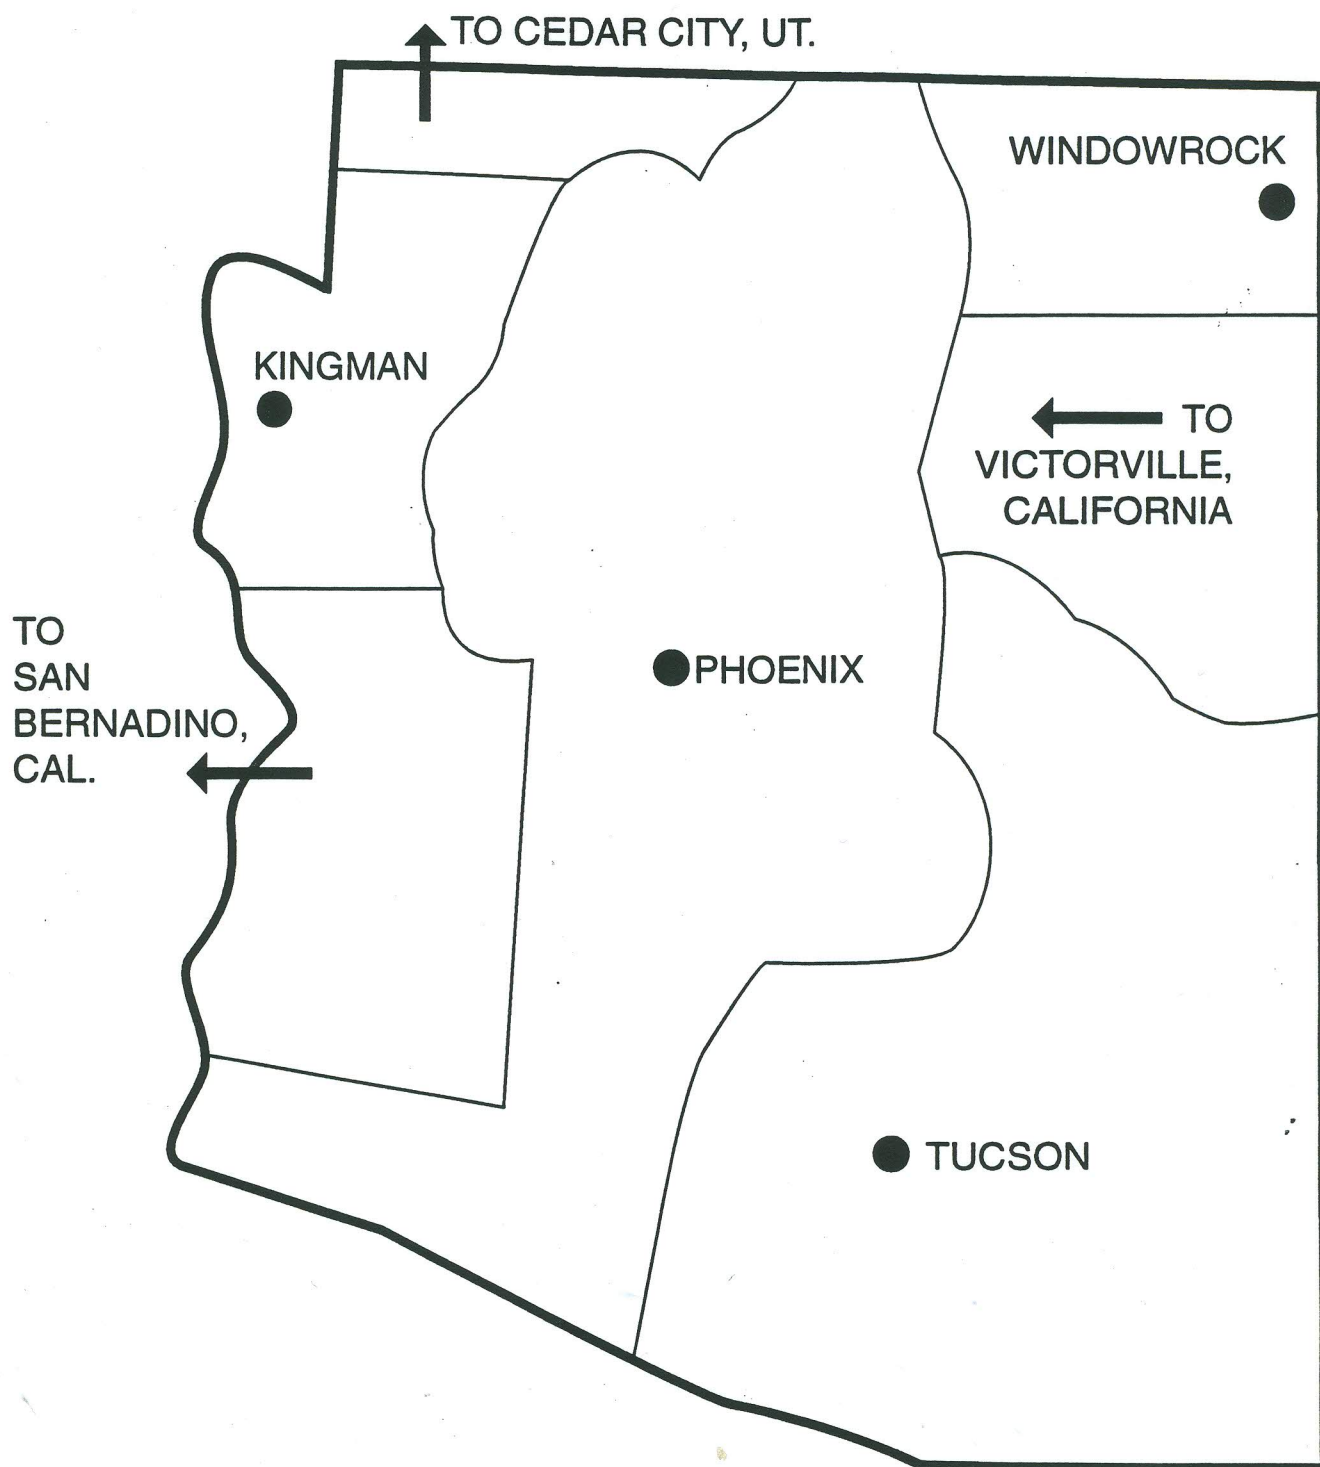 TO CEDAR CITY, UT.
WINDOWROCK
KINGMAN
TO
VICTORVILLE,
CALIFORNIA
TO
SAN
BERNADINO,
CAL.
PHOENIX
TUCSON